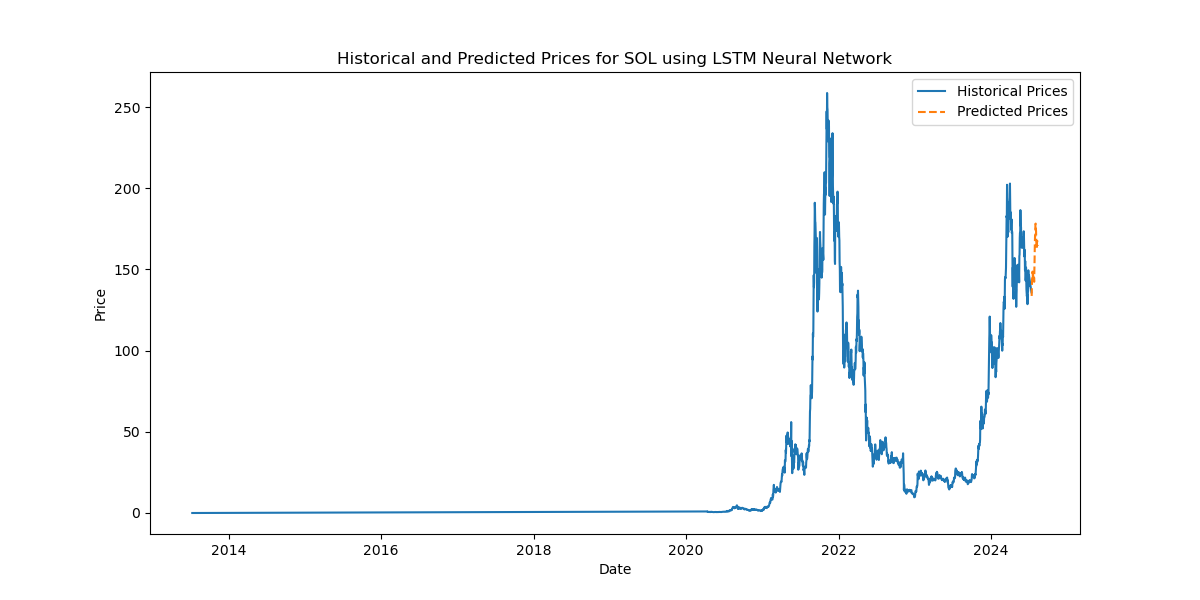 Historical and Predicted Prices for SOL using LSTM Neural Network
Historical Prices
Predicted Prices
250
200
150
100
50
0
Price
2014 2016 2018 2020 2022 2024
Date